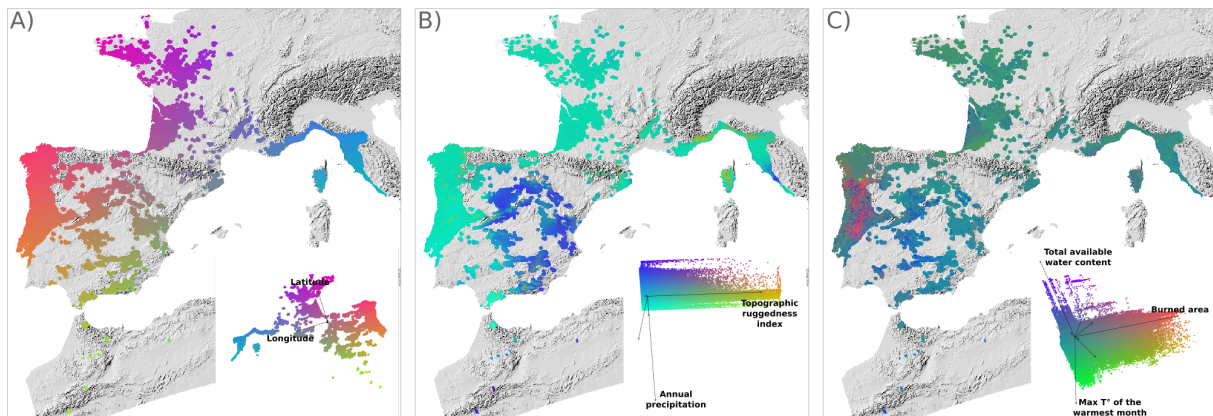 A)
B)
C)
Latitude
Longitude
Topographic
ruggedness
index
Annual
precipitation
Total available
water content
Burned area
Max T° of the
warmest month